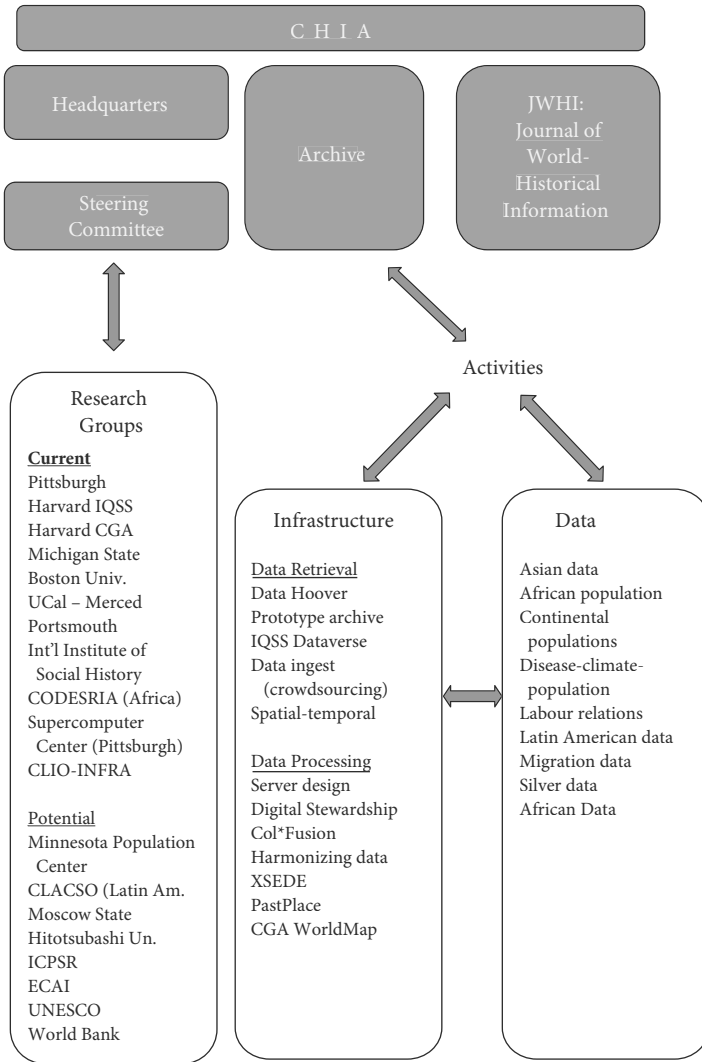 C H I A
Headquarters
Steering
Committee
Archive
JWHI:
Journal of
World-
Historical
Information
Activities
Research
Groups
Current
Pittsburgh
Harvard IQSS
Harvard CGA
Michigan State
Boston Univ.
UCal – Merced
Portsmouth
Int'l Institute of
Social History
CODESRIA (Africa)
Supercomputer
Center (Pittsburgh)
CLIO-INFRA
Potential
Minnesota Population
Center
CLACSO (Latin Am.
Moscow State
Hitotsubashi Un.
ICPSR
ECAI
UNESCO
World Bank
Infrastructure
Data Retrieval
Data Hoover
Prototype archive
IQSS Dataverse
Data ingest
(crowdsourcing)
Spatial-temporal
Data Processing
Server design
Digital Stewardship
Col*Fusion
Harmonizing data
XSEDE
PastPlace
CGA WorldMap
Data
Asian data
African population
Continental
populations
Disease-climate-
population
Labour relations
Latin American data
Migration data
Silver data
African Data